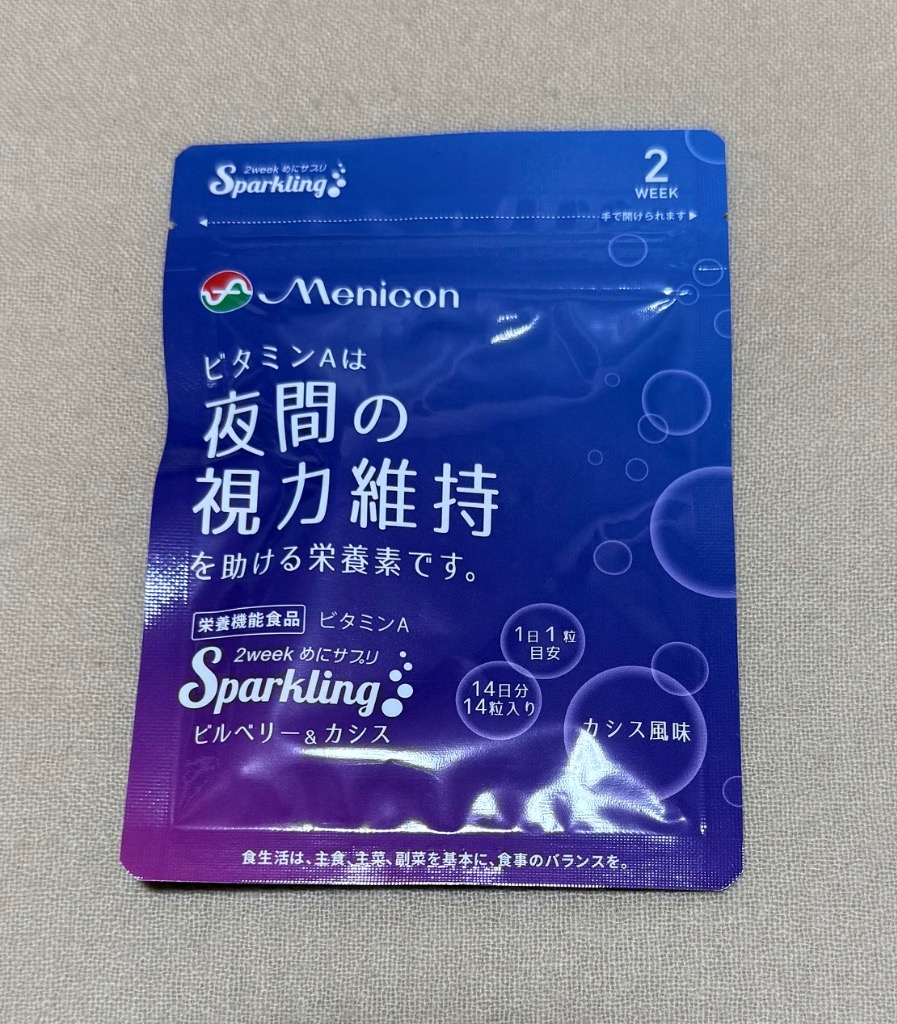 2week めにサプリ
Sparkling
2
WEEK
手で開けられます
Menicon
ビタミンAは
夜間の
視力維持
を助ける栄養素です。
栄養機能食品 ビタミンA
2week めにサプリ
Sparkling
ビルベリー&カシス
1日1粒
目安
14日分
14粒入り
カシス風味
食生活は、主食、主菜、副菜を基本に、食事のバランスを。